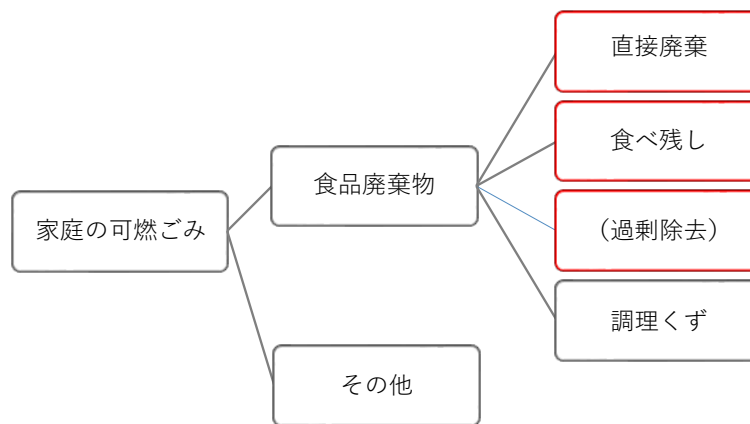 直接廃棄
食べ残し
食品廃棄物
家庭の可燃ごみ
（過剰除去）
調理くず
その他